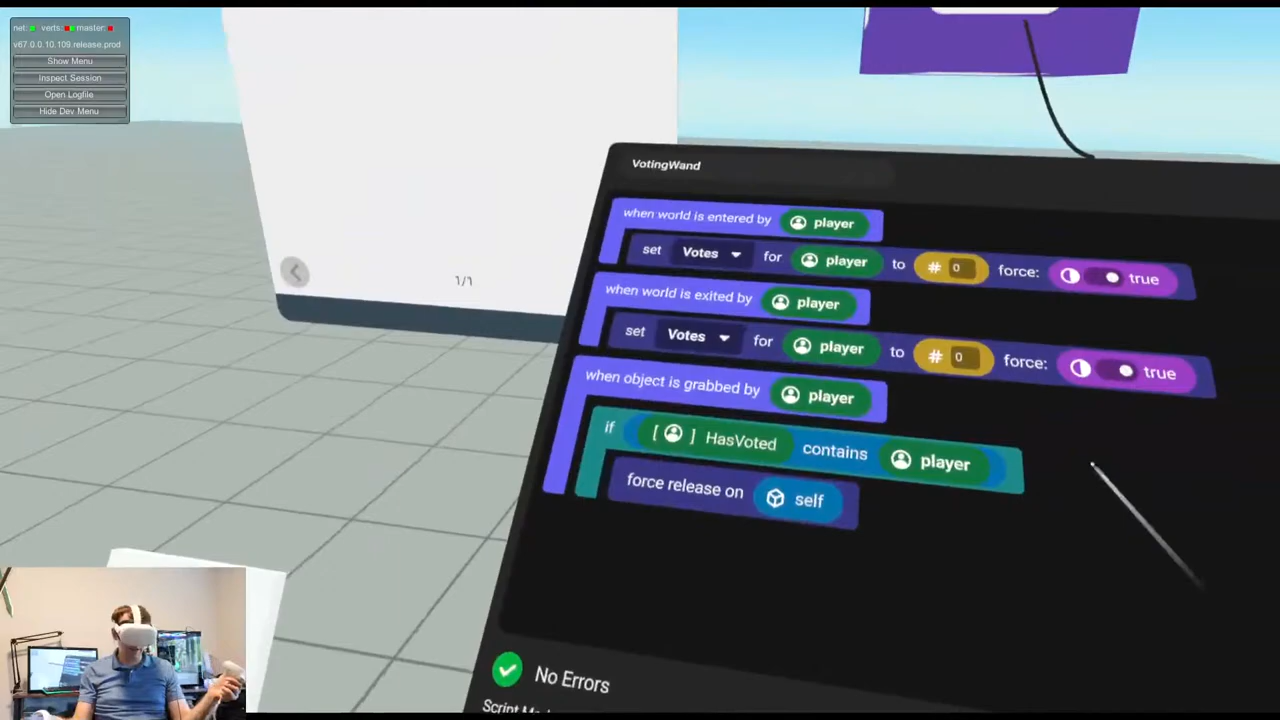 net: verts: master:
v67.0.0.10.109.release.prod
Show Menu
Inspect Session
Open Logfile
Hide Dev Menu
1/1
VotingWand
when world is entered by player
set Votes for player to # 0 force: true
when world is exited by player
set Votes for player to # 0 force: true
when object is grabbed by player
if [ ] HasVoted contains player
force release on self
No Errors